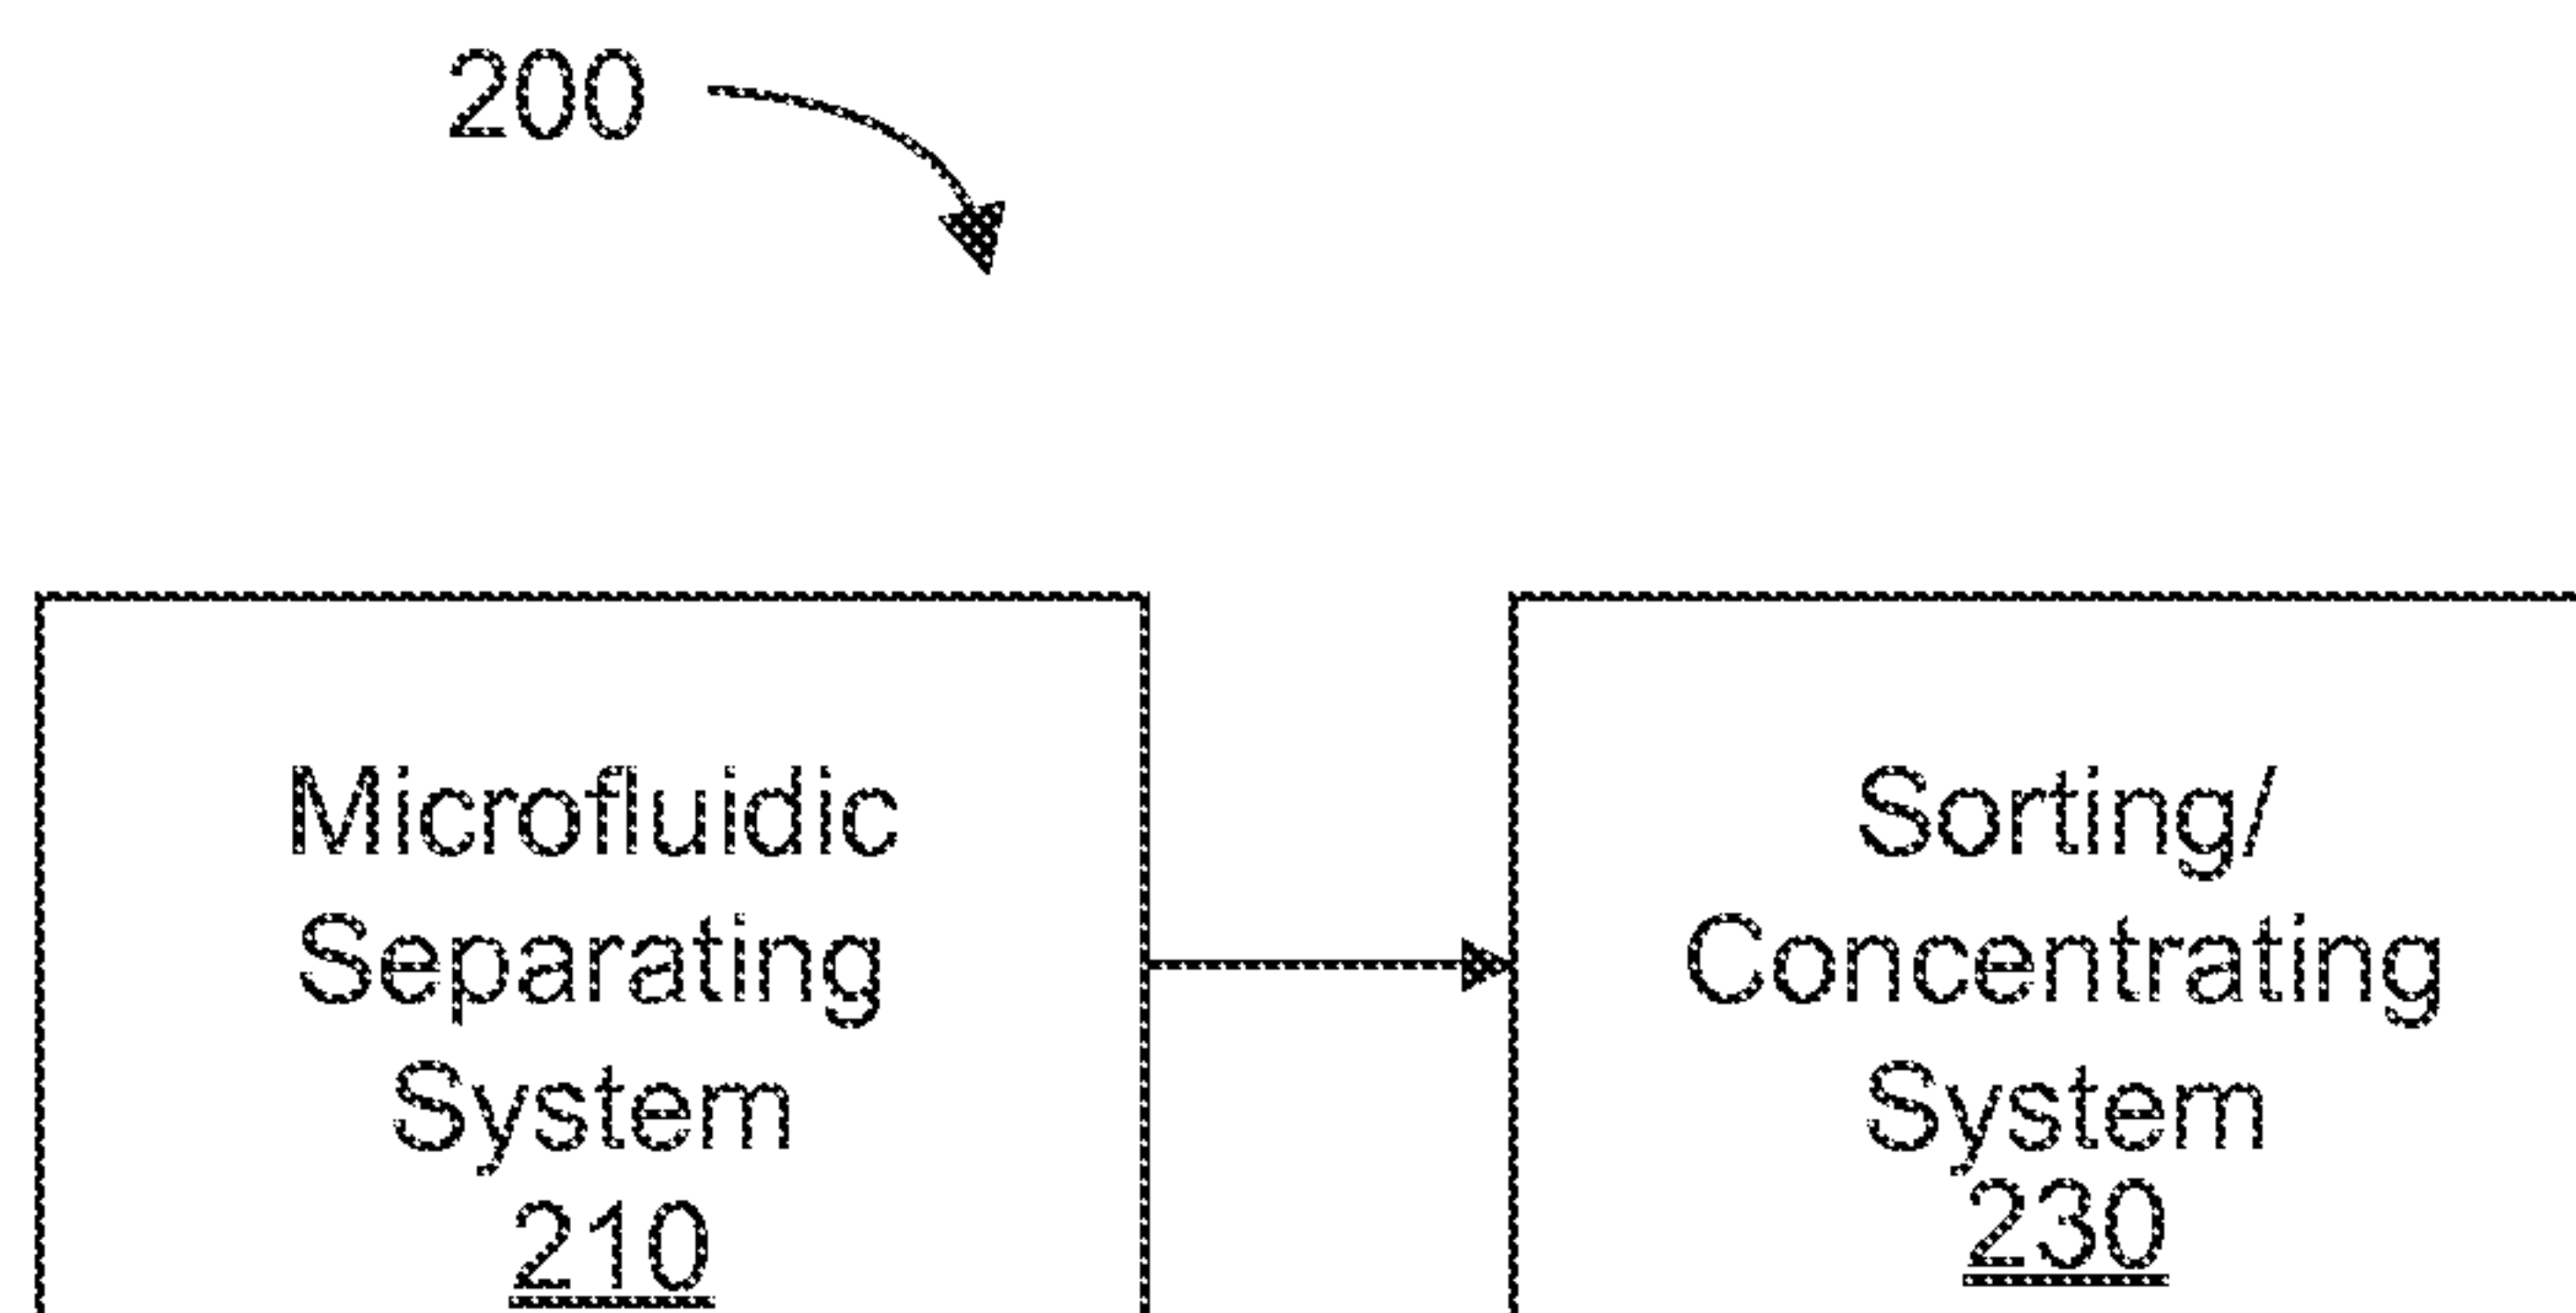 200
Microfluidic
Separating
System
210
Sorting/
Concentrating
System
230